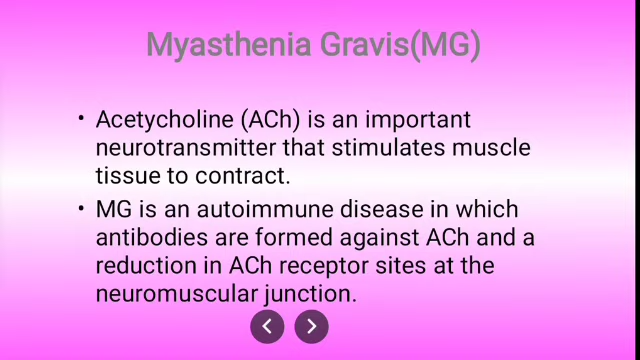 Myasthenia Gravis(MG)
• Acetycholine (ACh) is an important
neurotransmitter that stimulates muscle
tissue to contract.
• MG is an autoimmune disease in which
antibodies are formed against ACh and a
reduction in ACh receptor sites at the
neuromuscular junction.